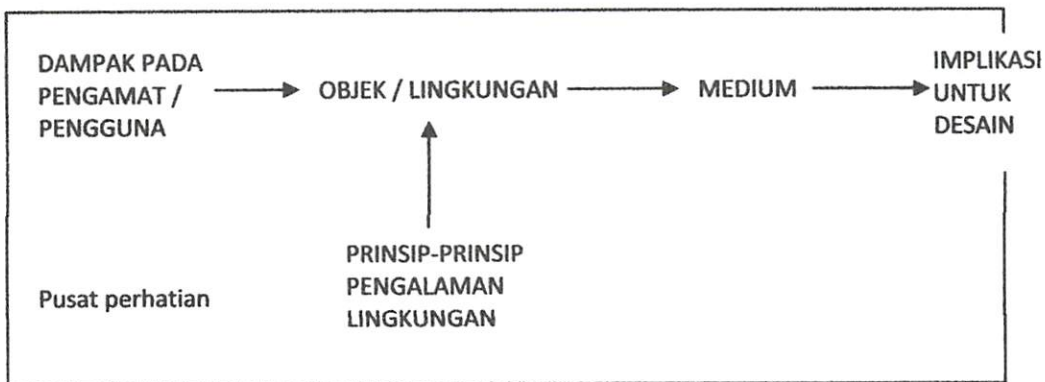 DAMPAK PADA
PENGAMAT /
PENGGUNA
OBJEK / LINGKUNGAN
MEDIUM
IMPLIKASI
UNTUK
DESAIN
PRINSIP-PRINSIP
PENGALAMAN
LINGKUNGAN
Pusat perhatian